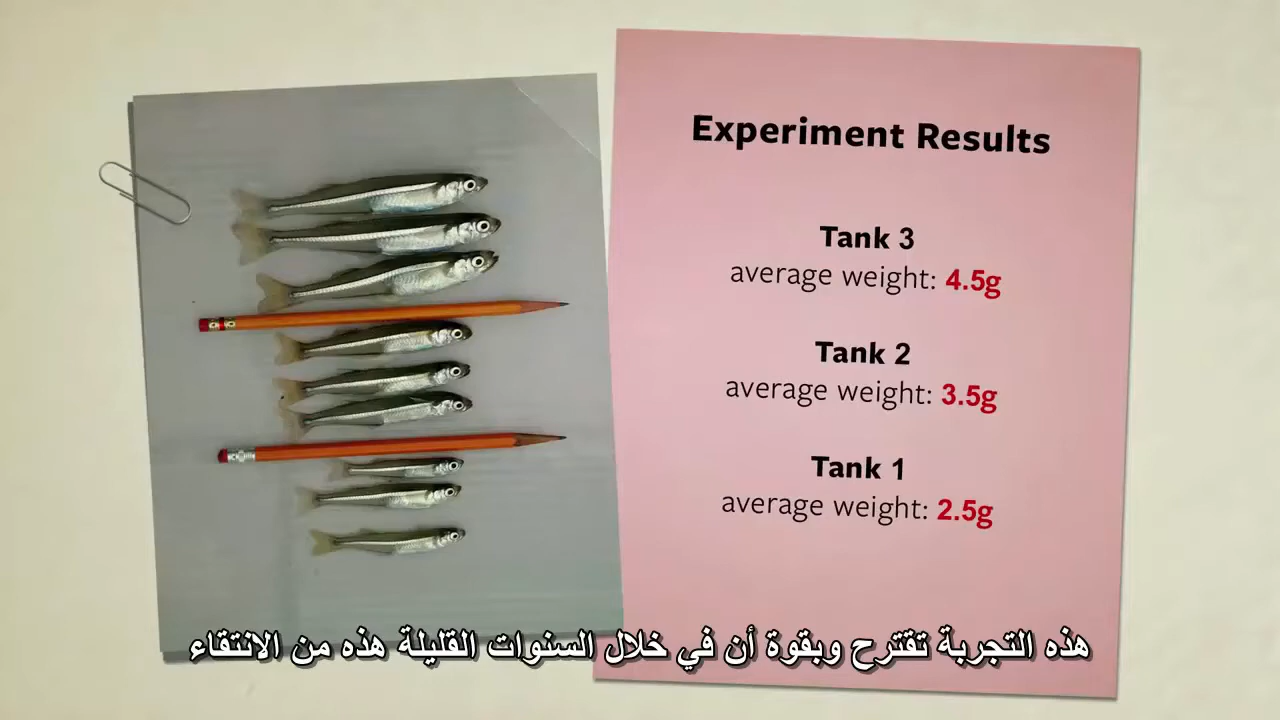 Experiment Results
Tank 3
average weight: 4.5g
Tank 2
average weight: 3.5g
Tank 1
average weight: 2.5g
هذه التجربة تقترح وبقوة أن في خلال السنوات القليلة هذه من الانتقاء